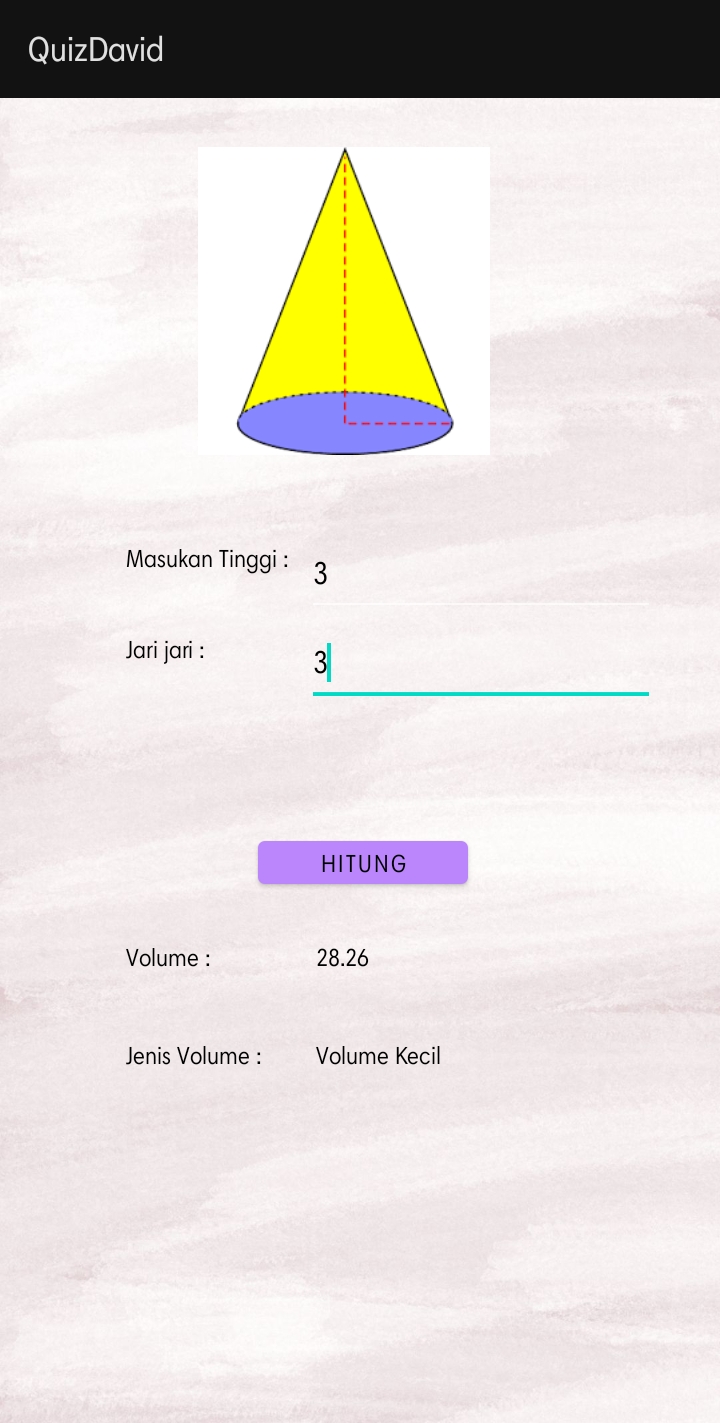 QuizDavid
Masukan Tinggi : 3
Jari jari : 3
HITUNG
Volume : 28.26
Jenis Volume : Volume Kecil